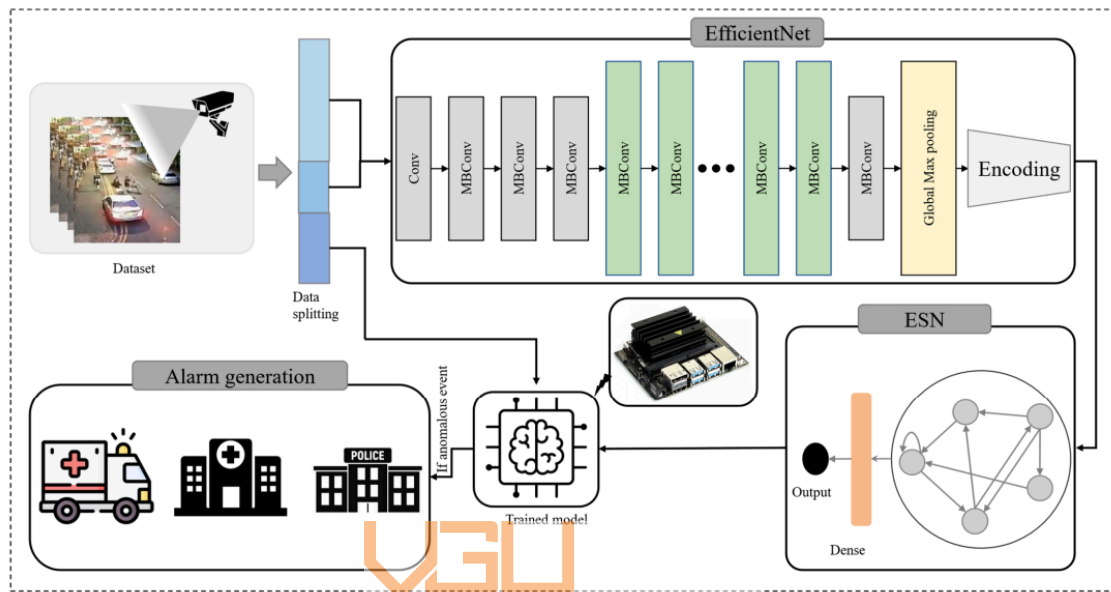 EfficientNet
Conv
MBConv
MBConv
MBConv
MBConv
MBConv
MBConv
MBConv
MBConv
Global Max pooling
Encoding
Dataset
Data
splitting
ESN
Output
Dense
Alarm generation
POLICE
If anomalous event
Trained model
VGU